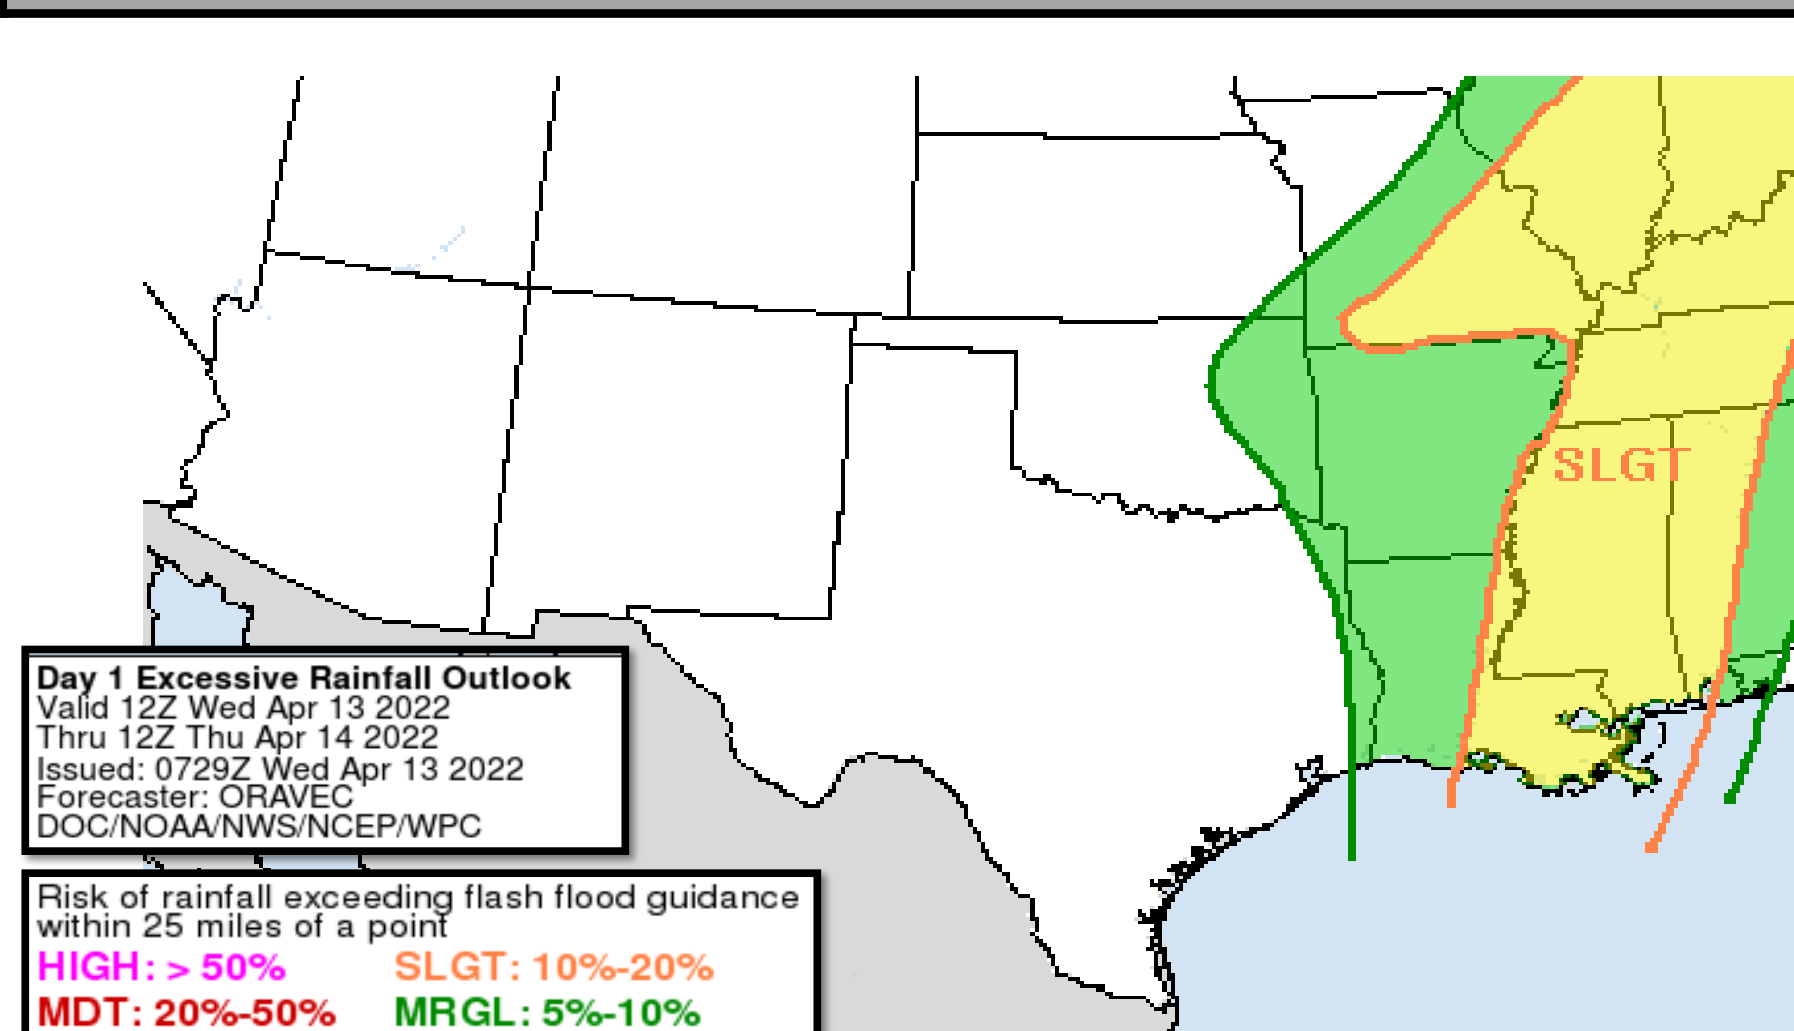 SLGT
Day 1 Excessive Rainfall Outlook
Valid 12Z Wed Apr 13 2022
Thru 12Z Thu Apr 14 2022
Issued: 0729Z Wed Apr 13 2022
Forecaster: ORAVEC
DOC/NOAA/NWS/NCEP/WPC
Risk of rainfall exceeding flash flood guidance
within 25 miles of a point
HIGH: > 50% SLGT: 10%-20%
MDT: 20%-50% MRGL: 5%-10%